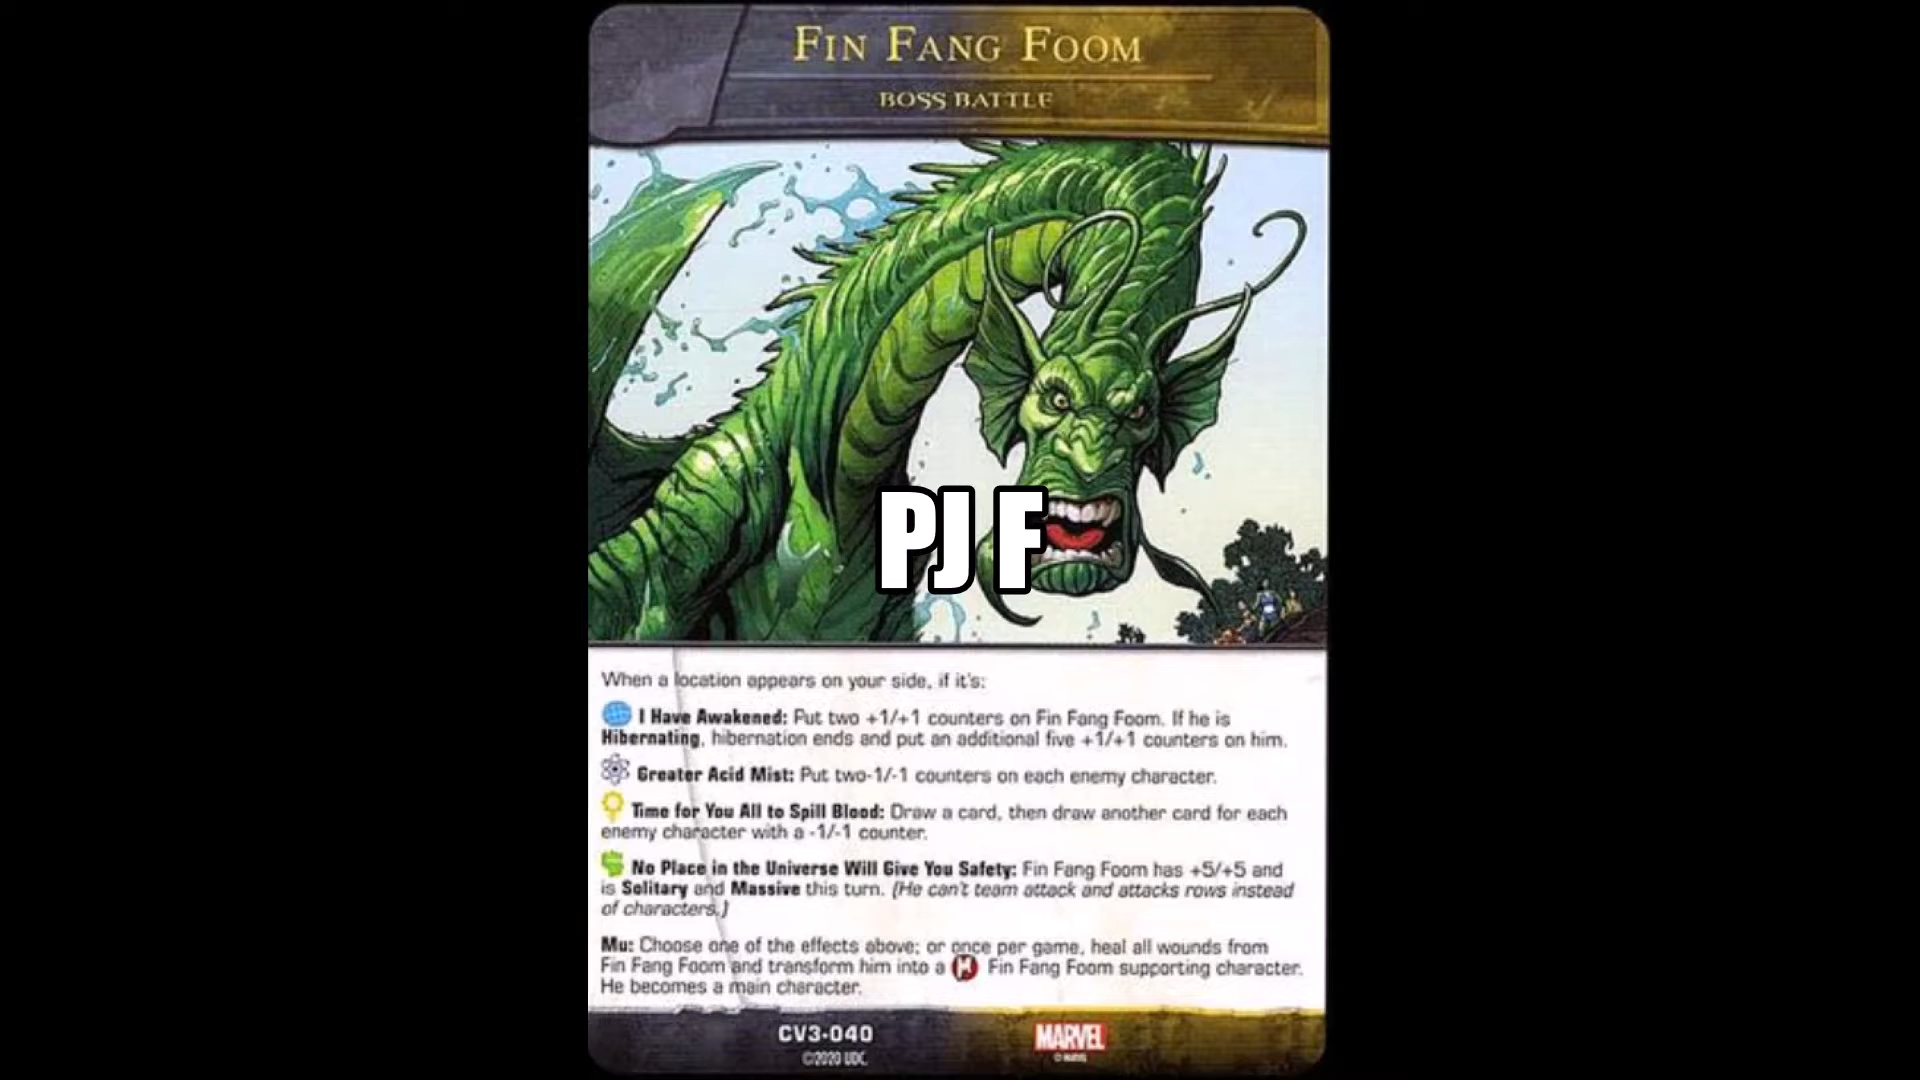 FIN FANG FOOM
BOSS BATTLE
PJ F
When a location appears on your side, if it's:
I Have Awakened: Put two +1/+1 counters on Fin Fang Foom. If he is
Hibernating, hibernation ends and put an additional five +1/+1 counters on him.
Greater Acid Mist: Put two-1/-1 counters on each enemy character.
Time for You All to Spill Blood: Draw a card, then draw another card for each
enemy character with a -1/-1 counter.
No Place in the Universe Will Give You Safety: Fin Fang Foom has +5/+5 and
is Solitary and Massive this turn. (He can't team attack and attacks rows instead
of characters.)
Mu: Choose one of the effects above; or once per game, heal all wounds from
Fin Fang Foom and transform him into a Fin Fang Foom supporting character.
He becomes a main character.
CV3-040
©2020 UDC
MARVEL
© MARVEL